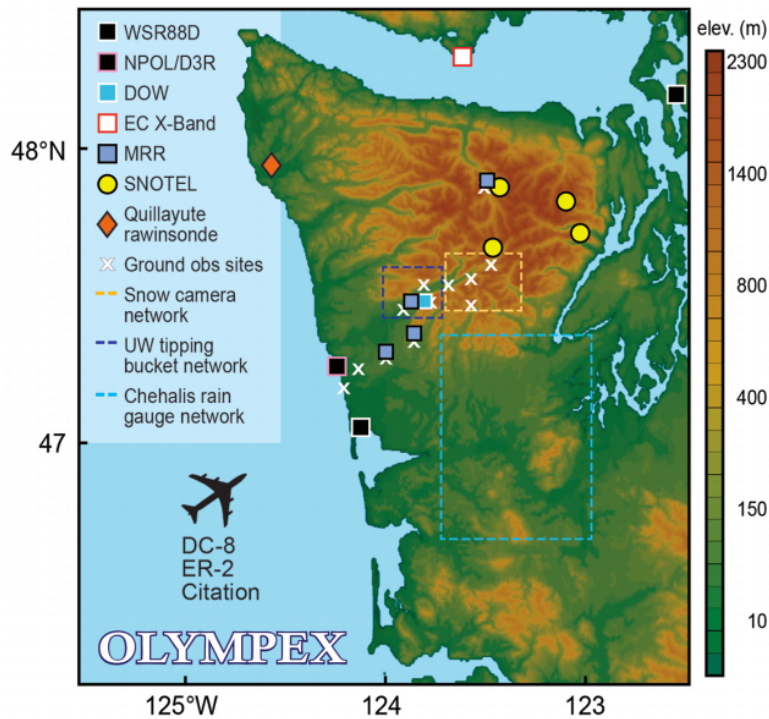 elev. (m)
WSR88D
NPOL/D3R
DOW
EC X-Band
MRR
SNOTEL
Quillayute
rawinsonde
Ground obs sites
Snow camera
network
UW tipping
bucket network
Chehalis rain
gauge network
DC-8
ER-2
Citation
OLYMPEX
48°N
47
125°W
124
123
2300
1400
800
400
150
10